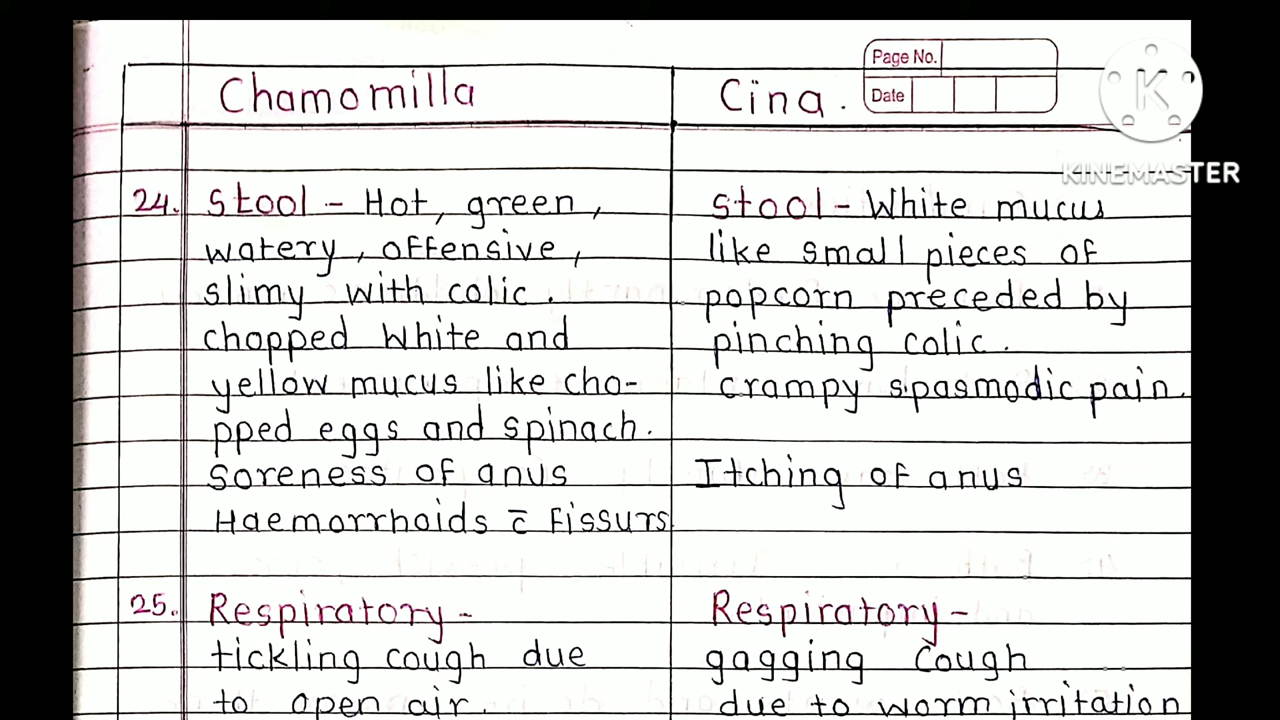 Page No.
Date
K
KINEMASTER
Chamomilla
Cina.
24. Stool - Hot, green,
watery, offensive,
slimy with colic.
chopped White and
yellow mucus like cho-
pped eggs and spinach.
Soreness of anus
Haemorrhoids c̄ Fissurs
Stool - White mucus
like small pieces of
popcorn preceded by
pinching colic.
crampy spasmodic pain.
Itching of anus
25. Respiratory -
tickling cough due
to open air.
Respiratory -
gagging cough
due to worm irritation